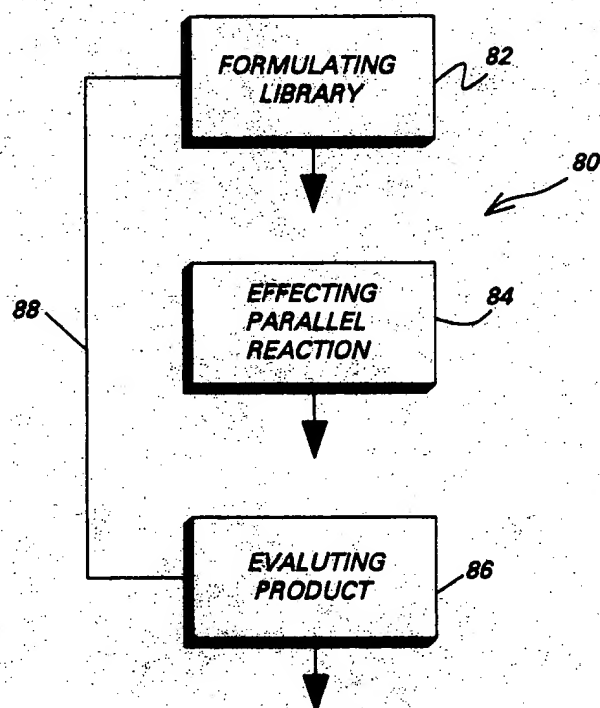 FORMULATING
LIBRARY
82
80
EFFECTING
PARALLEL
REACTION
84
88
EVALUTING
PRODUCT
86